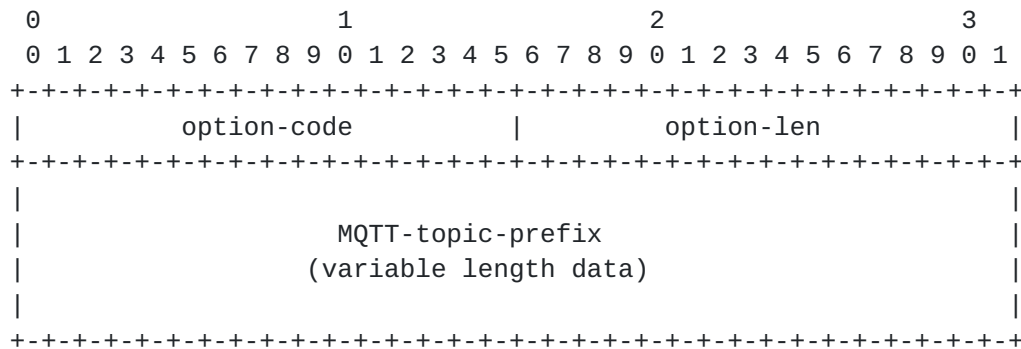 0                   1                   2                   3
 0 1 2 3 4 5 6 7 8 9 0 1 2 3 4 5 6 7 8 9 0 1 2 3 4 5 6 7 8 9 0 1
+-+-+-+-+-+-+-+-+-+-+-+-+-+-+-+-+-+-+-+-+-+-+-+-+-+-+-+-+-+-+-+-+
|          option-code          |         option-len            |
+-+-+-+-+-+-+-+-+-+-+-+-+-+-+-+-+-+-+-+-+-+-+-+-+-+-+-+-+-+-+-+-+
|                                                               |
|                    MQTT-topic-prefix                          |
|                  (variable length data)                       |
|                                                               |
+-+-+-+-+-+-+-+-+-+-+-+-+-+-+-+-+-+-+-+-+-+-+-+-+-+-+-+-+-+-+-+-+